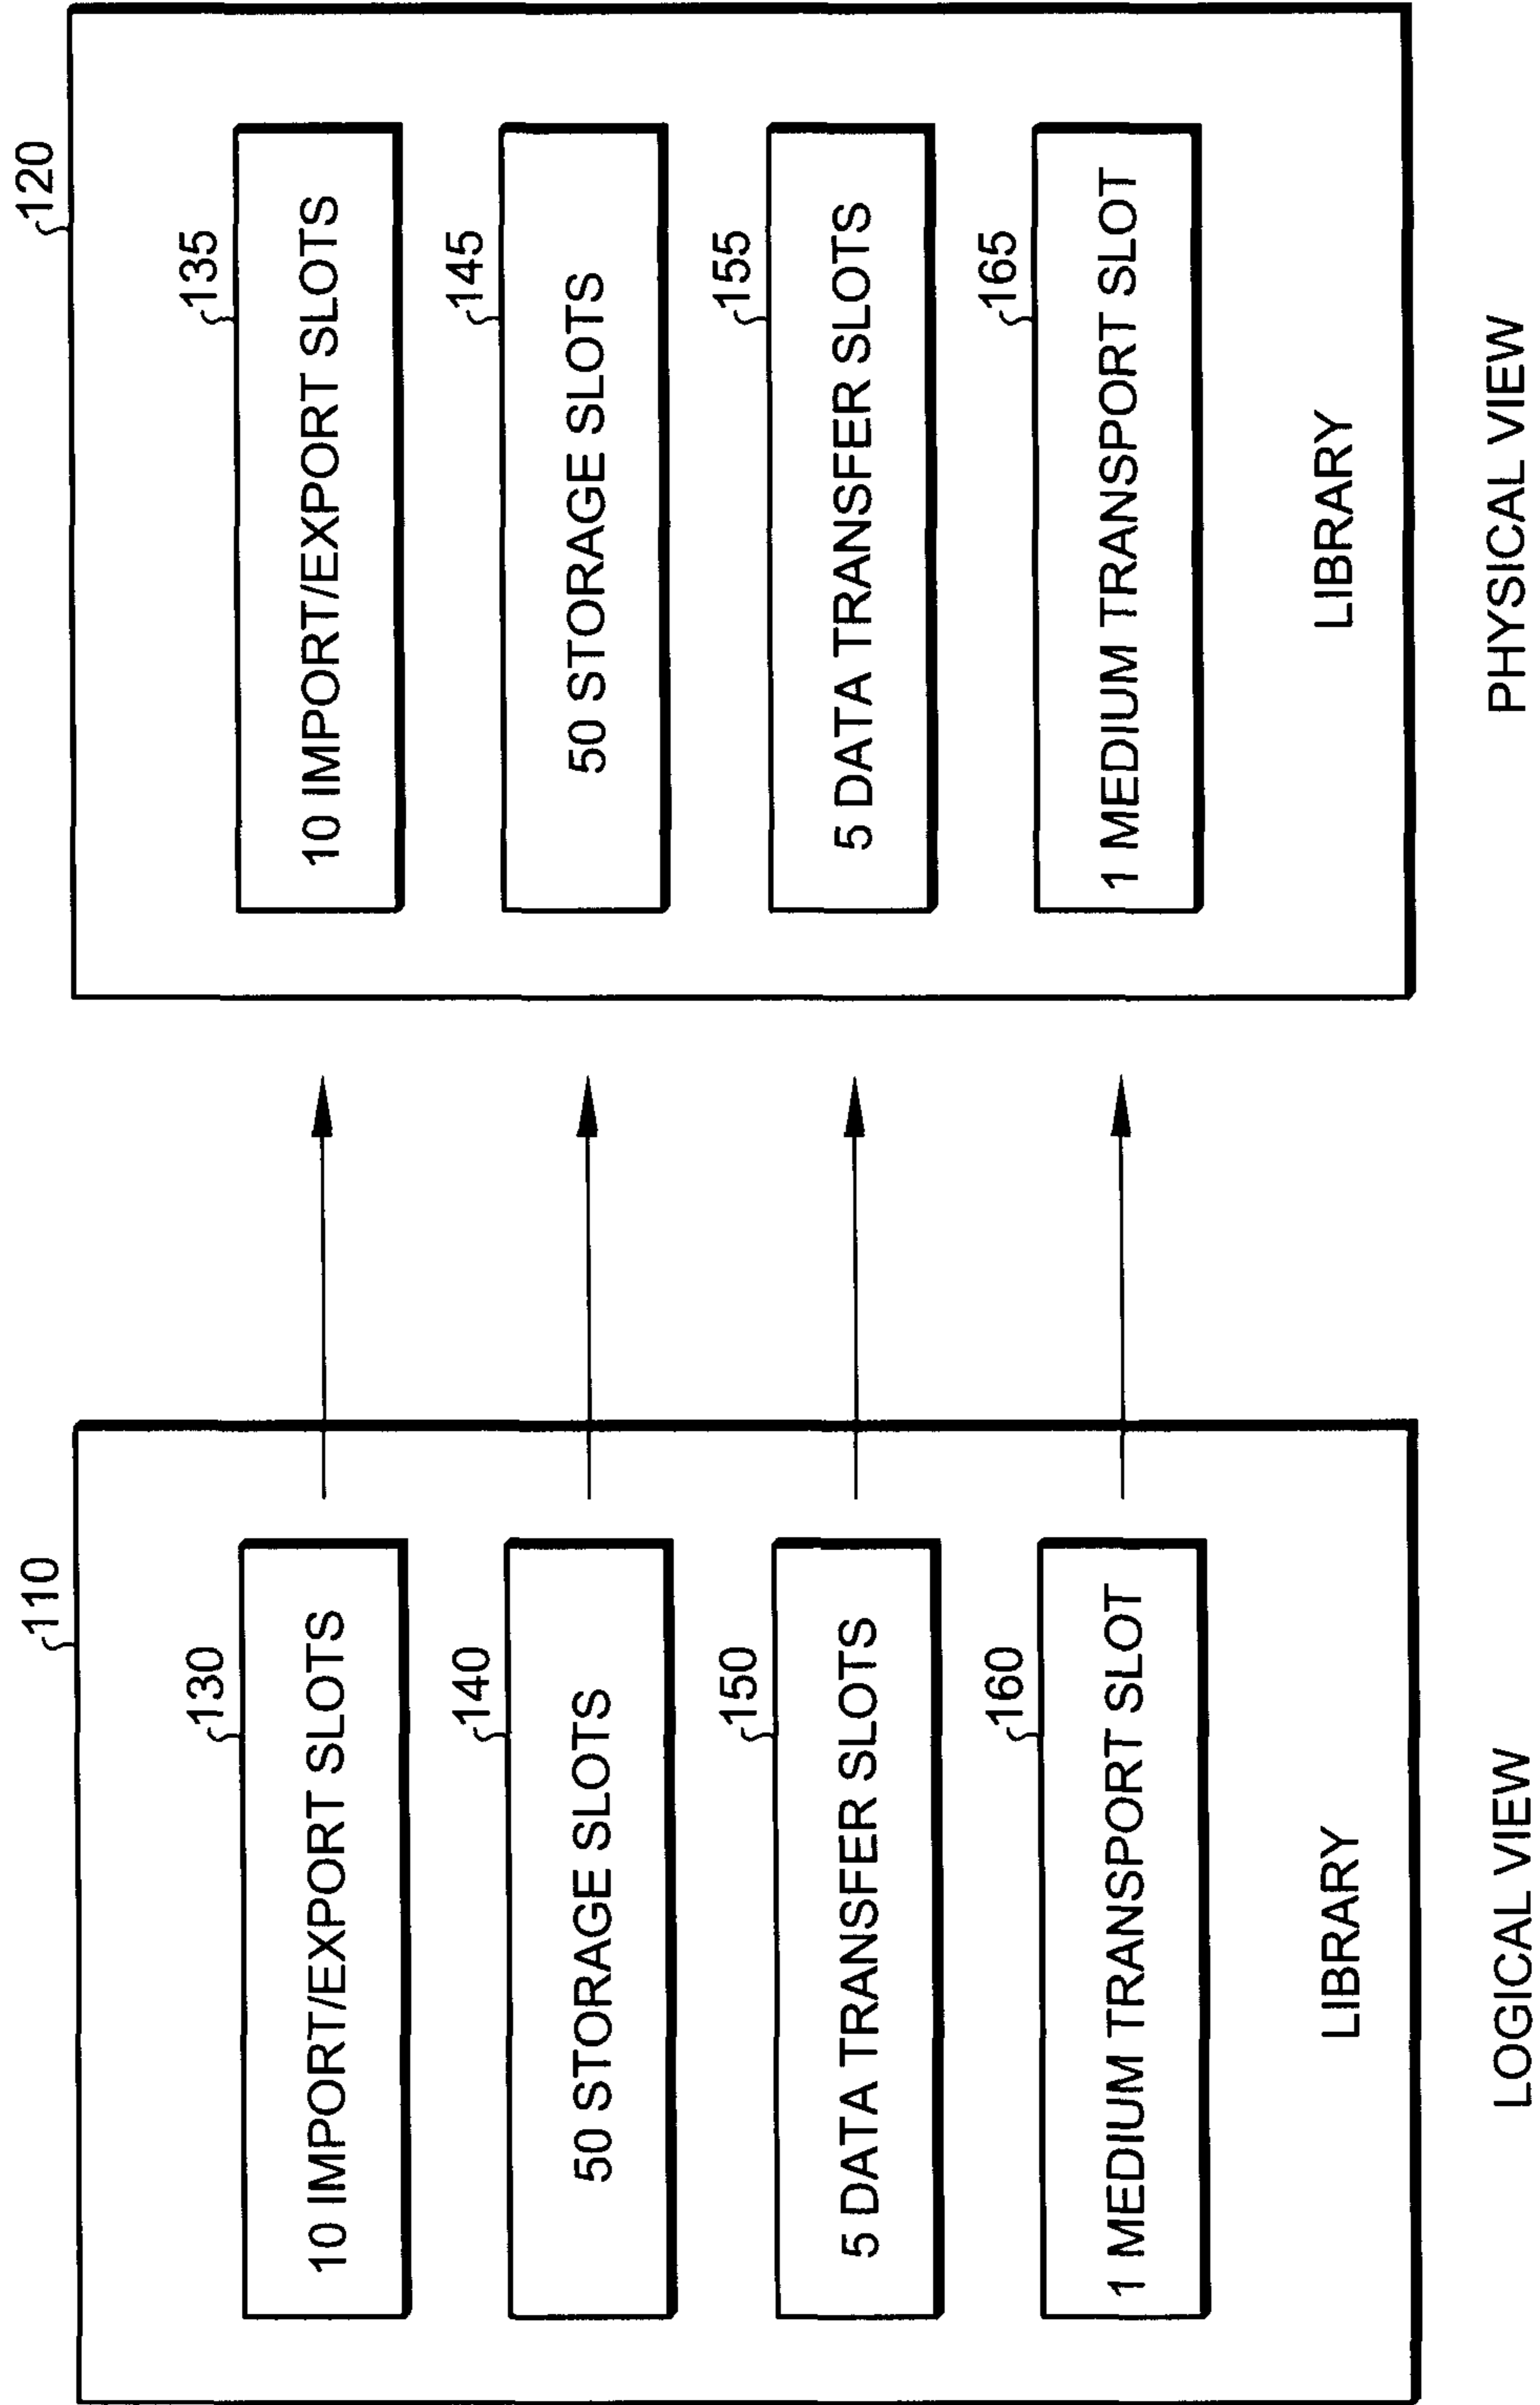 110
130
10 IMPORT/EXPORT SLOTS
140
50 STORAGE SLOTS
150
5 DATA TRANSFER SLOTS
160
1 MEDIUM TRANSPORT SLOT
LIBRARY
LOGICAL VIEW
120
135
10 IMPORT/EXPORT SLOTS
145
50 STORAGE SLOTS
155
5 DATA TRANSFER SLOTS
165
1 MEDIUM TRANSPORT SLOT
LIBRARY
PHYSICAL VIEW